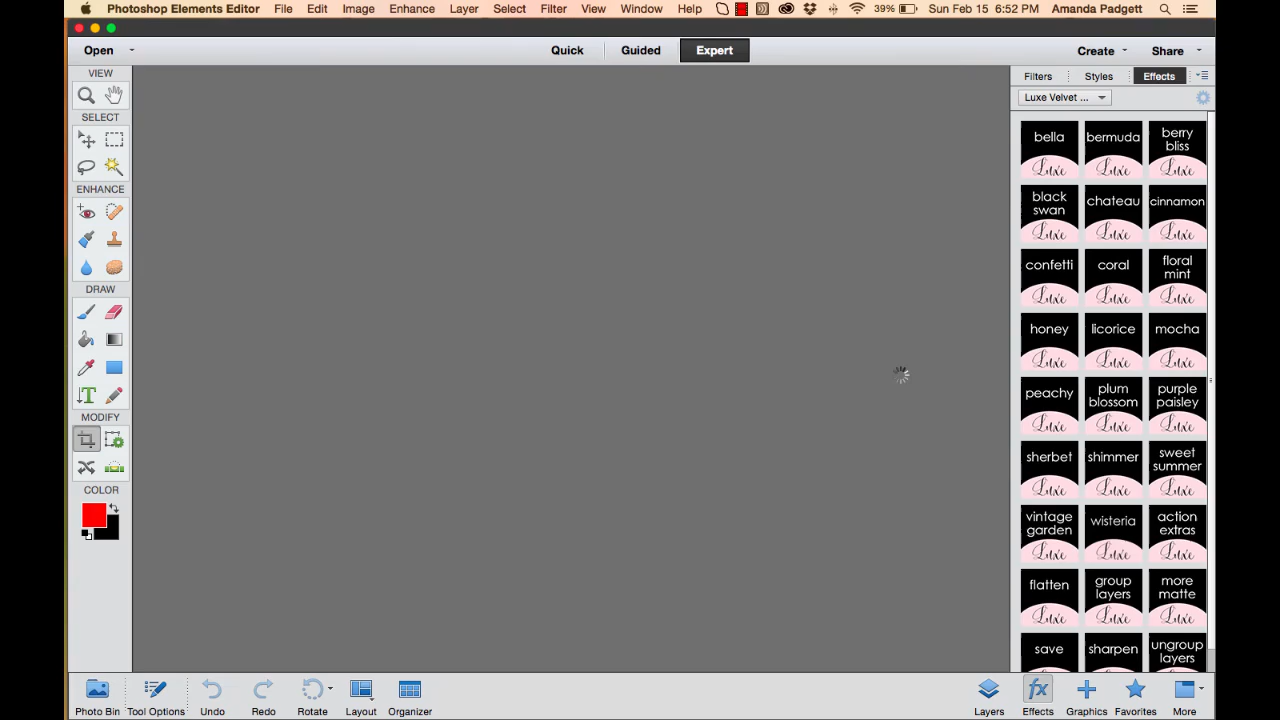 Photoshop Elements Editor File Edit Image Enhance Layer Select Filter View Window Help 39% Sun Feb 15 6:52 PM Amanda Padgett
Open Quick Guided Expert Create Share
VIEW
SELECT
ENHANCE
DRAW
T
MODIFY
COLOR
Filters Styles Effects
Luxe Velvet ...
bella bermuda berry
bliss
Luxe Luxe Luxe
black chateau cinnamon
swan
Luxe Luxe Luxe
confetti coral floral
mint
Luxe Luxe Luxe
honey licorice mocha
Luxe Luxe Luxe
peachy plum purple
blossom paisley
Luxe Luxe Luxe
sherbet shimmer sweet
summer
Luxe Luxe Luxe
vintage wisteria action
garden extras
Luxe Luxe Luxe
flatten group more
layers matte
Luxe Luxe Luxe
save sharpen ungroup
layers
fx
Photo Bin Tool Options Undo Redo Rotate Layout Organizer Layers Effects Graphics Favorites More